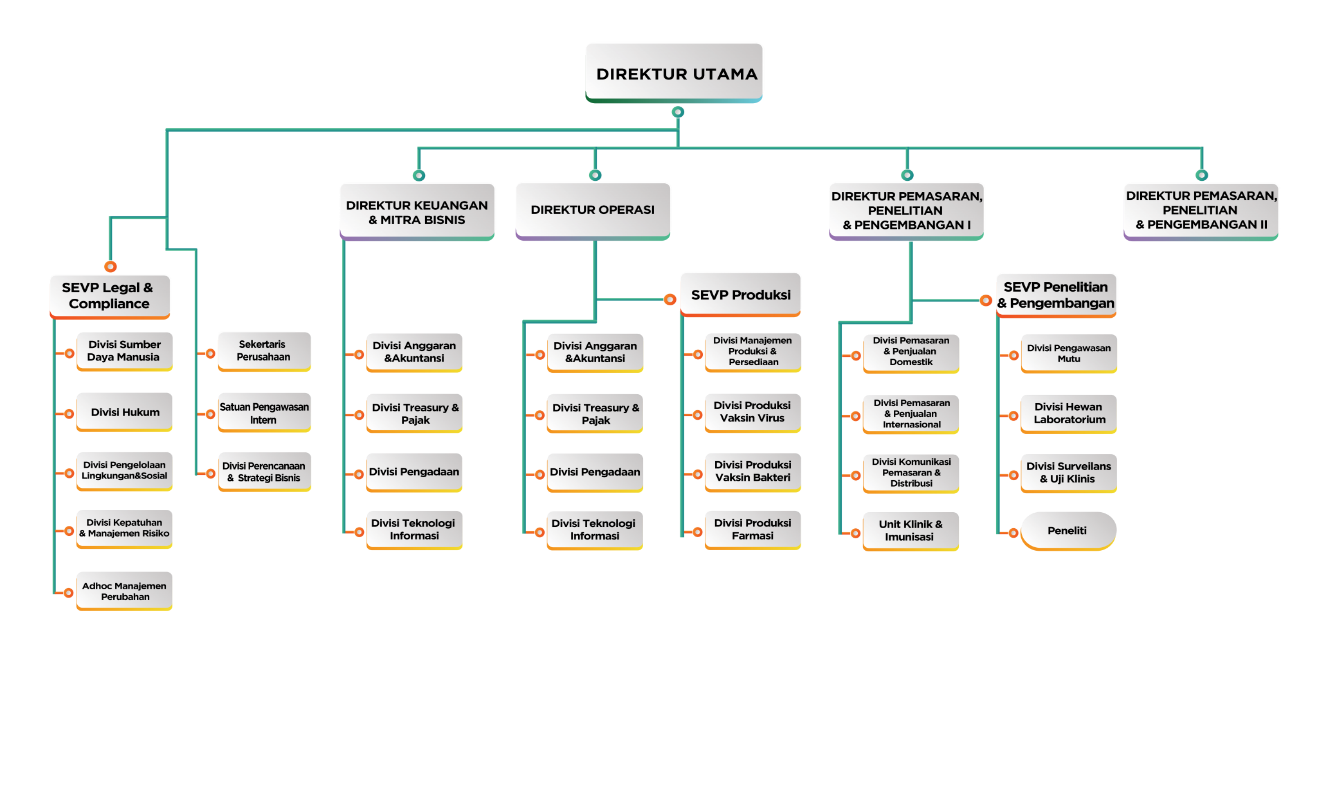 DIREKTUR UTAMA
DIREKTUR KEUANGAN
& MITRA BISNIS
DIREKTUR OPERASI
DIREKTUR PEMASARAN,
PENELITIAN
& PENGEMBANGAN I
DIREKTUR PEMASARAN,
PENELITIAN
& PENGEMBANGAN II
SEVP Legal &
Compliance
Divisi Sumber
Daya Manusia
Divisi Hukum
Divisi Pengelolaan
Lingkungan&Sosial
Divisi Kepatuhan
& Manajemen Risiko
Adhoc Manajemen
Perubahan
Sekertaris
Perusahaan
Satuan Pengawasan
Intern
Divisi Perencanaan
& Strategi Bisnis
Divisi Anggaran
&Akuntansi
Divisi Treasury &
Pajak
Divisi Pengadaan
Divisi Teknologi
Informasi
Divisi Anggaran
&Akuntansi
Divisi Treasury &
Pajak
Divisi Pengadaan
Divisi Teknologi
Informasi
SEVP Produksi
Divisi Manajemen
Produksi &
Persediaan
Divisi Produksi
Vaksin Virus
Divisi Produksi
Vaksin Bakteri
Divisi Produksi
Farmasi
Divisi Pemasaran
& Penjualan
Domestik
Divisi Pemasaran
& Penjualan
Internasional
Divisi Komunikasi
Pemasaran &
Distribusi
Unit Klinik &
Imunisasi
SEVP Penelitian
& Pengembangan
Divisi Pengawasan
Mutu
Divisi Hewan
Laboratorium
Divisi Surveilans
& Uji Klinis
Peneliti